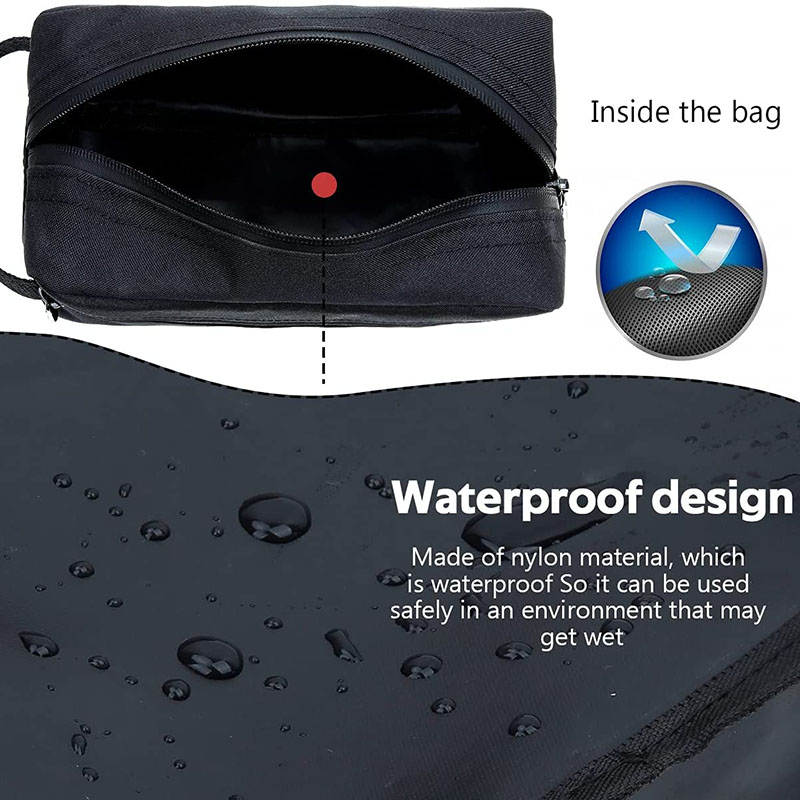 Inside the bag
Waterproof design
Made of nylon material, which
is waterproof So it can be used
safely in an environment that may
get wet